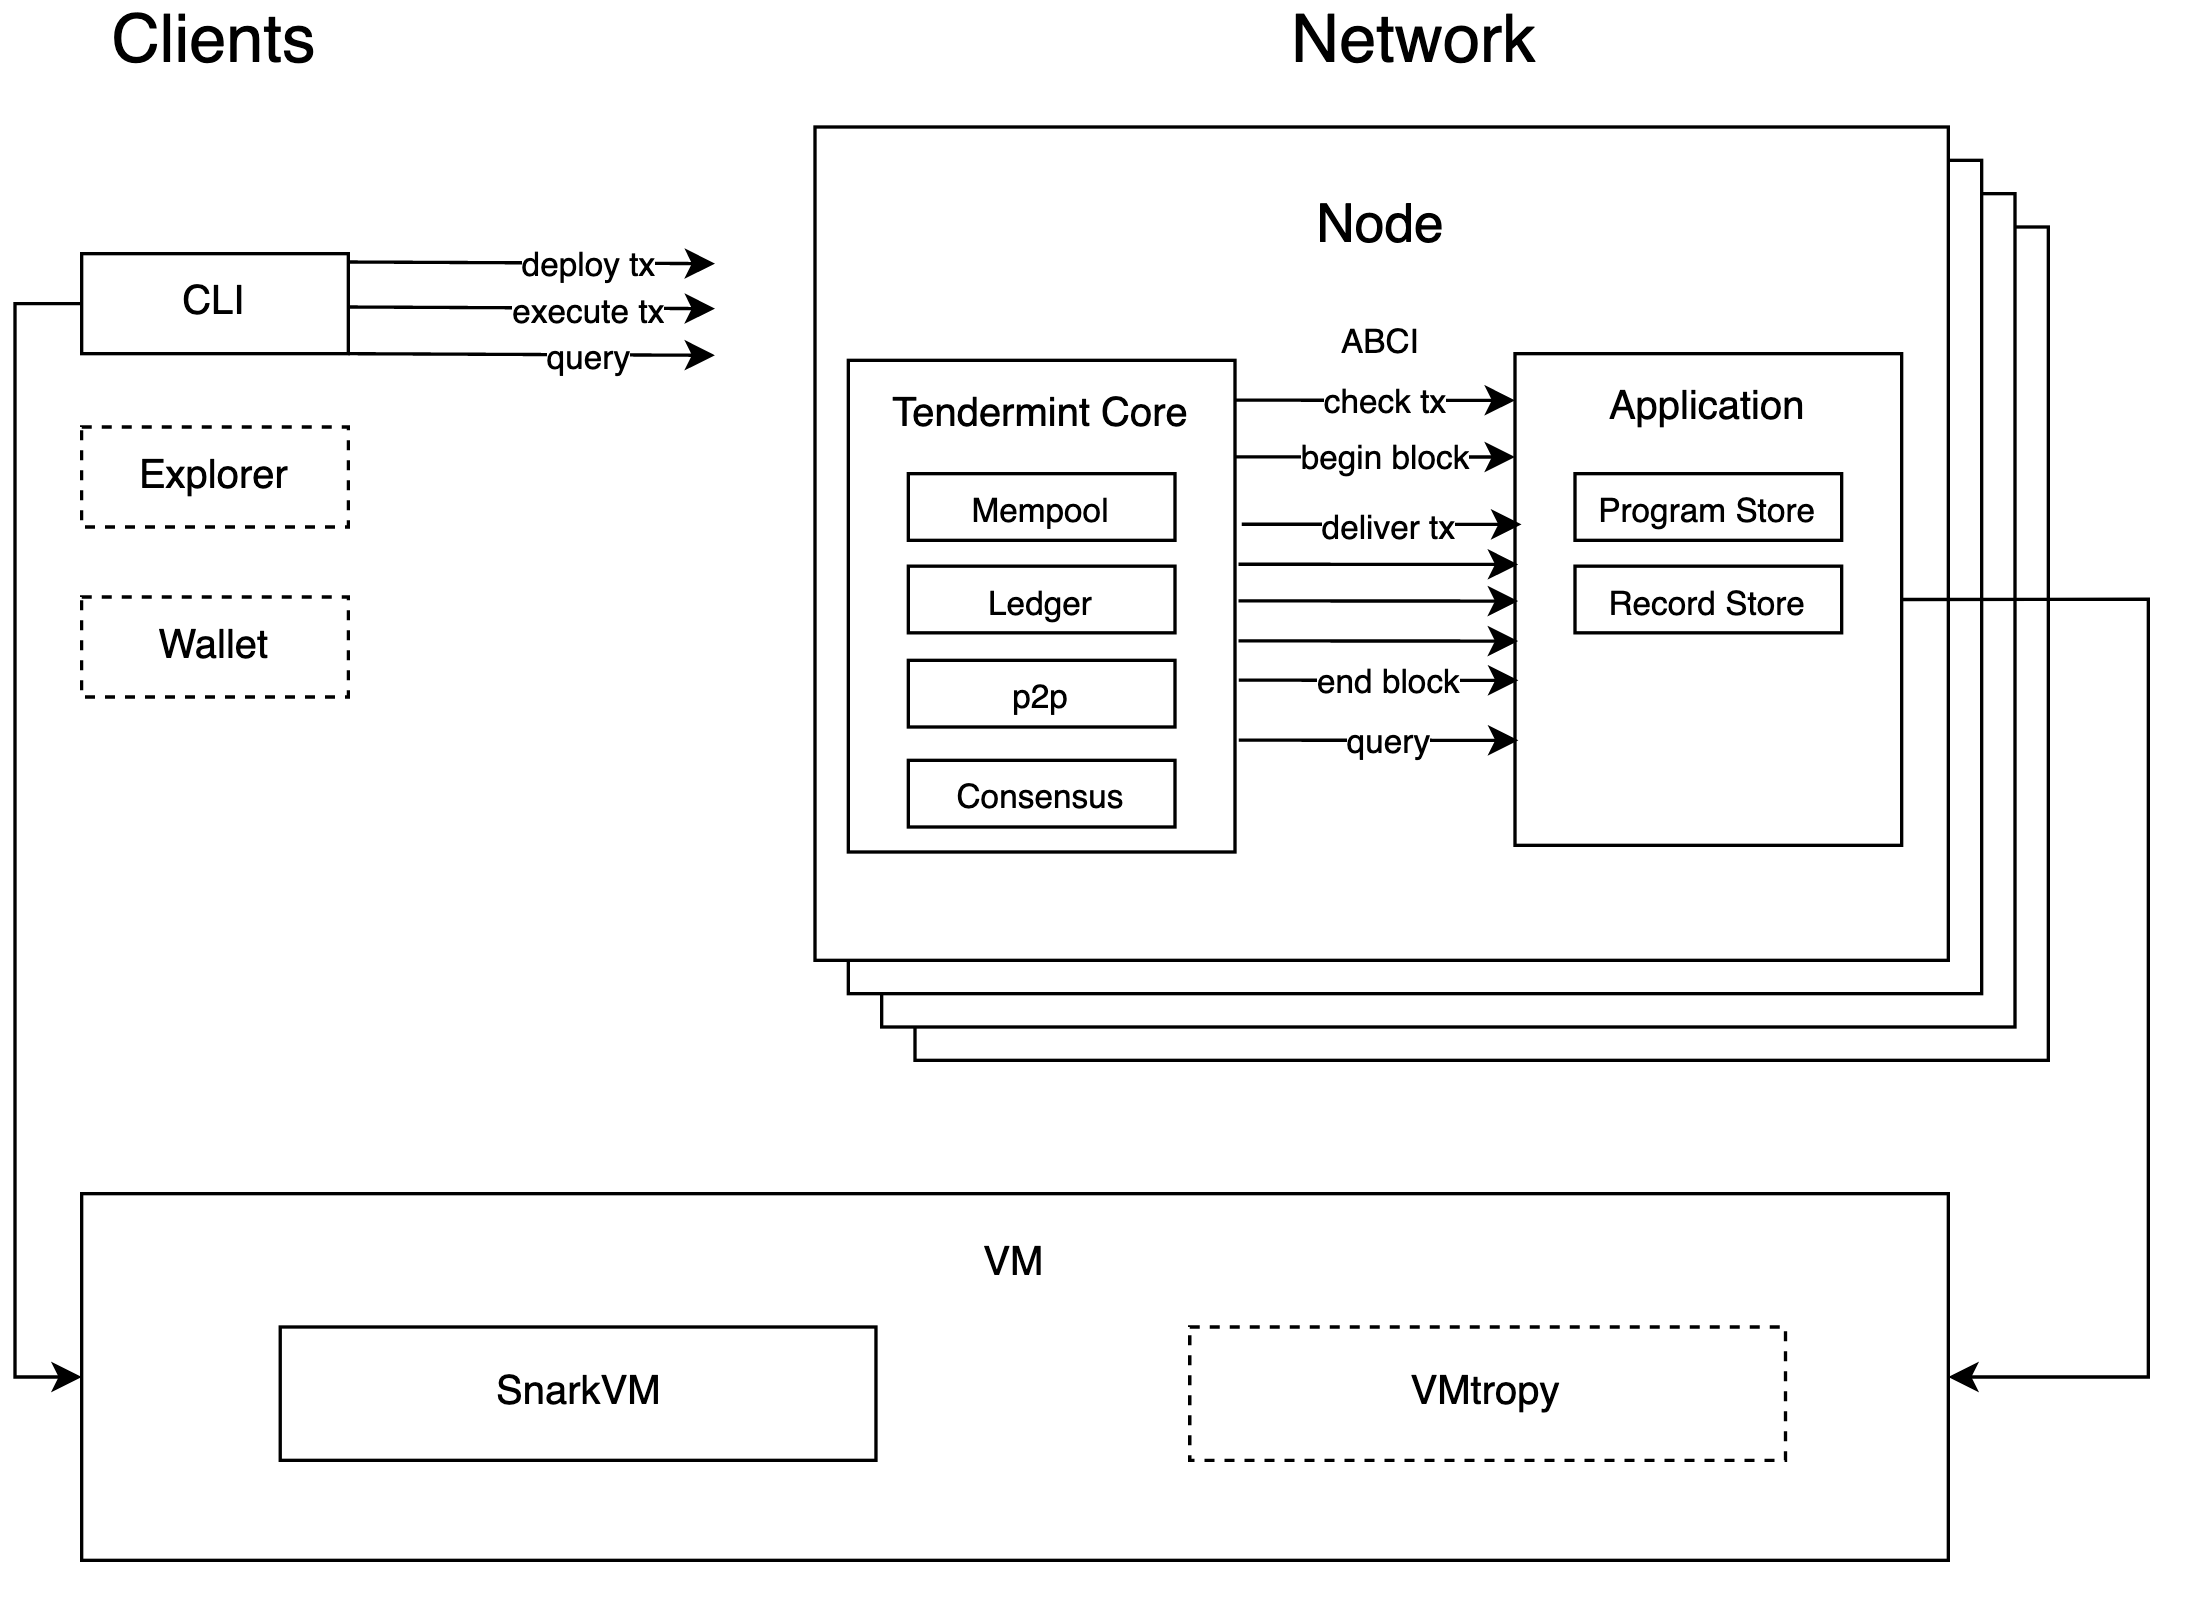 Clients
Network
Node
CLI
deploy tx
execute tx
query
Explorer
Wallet
ABCI
Tendermint Core
Mempool
Ledger
p2p
Consensus
check tx
begin block
deliver tx
end block
query
Application
Program Store
Record Store
VM
SnarkVM
VMtropy